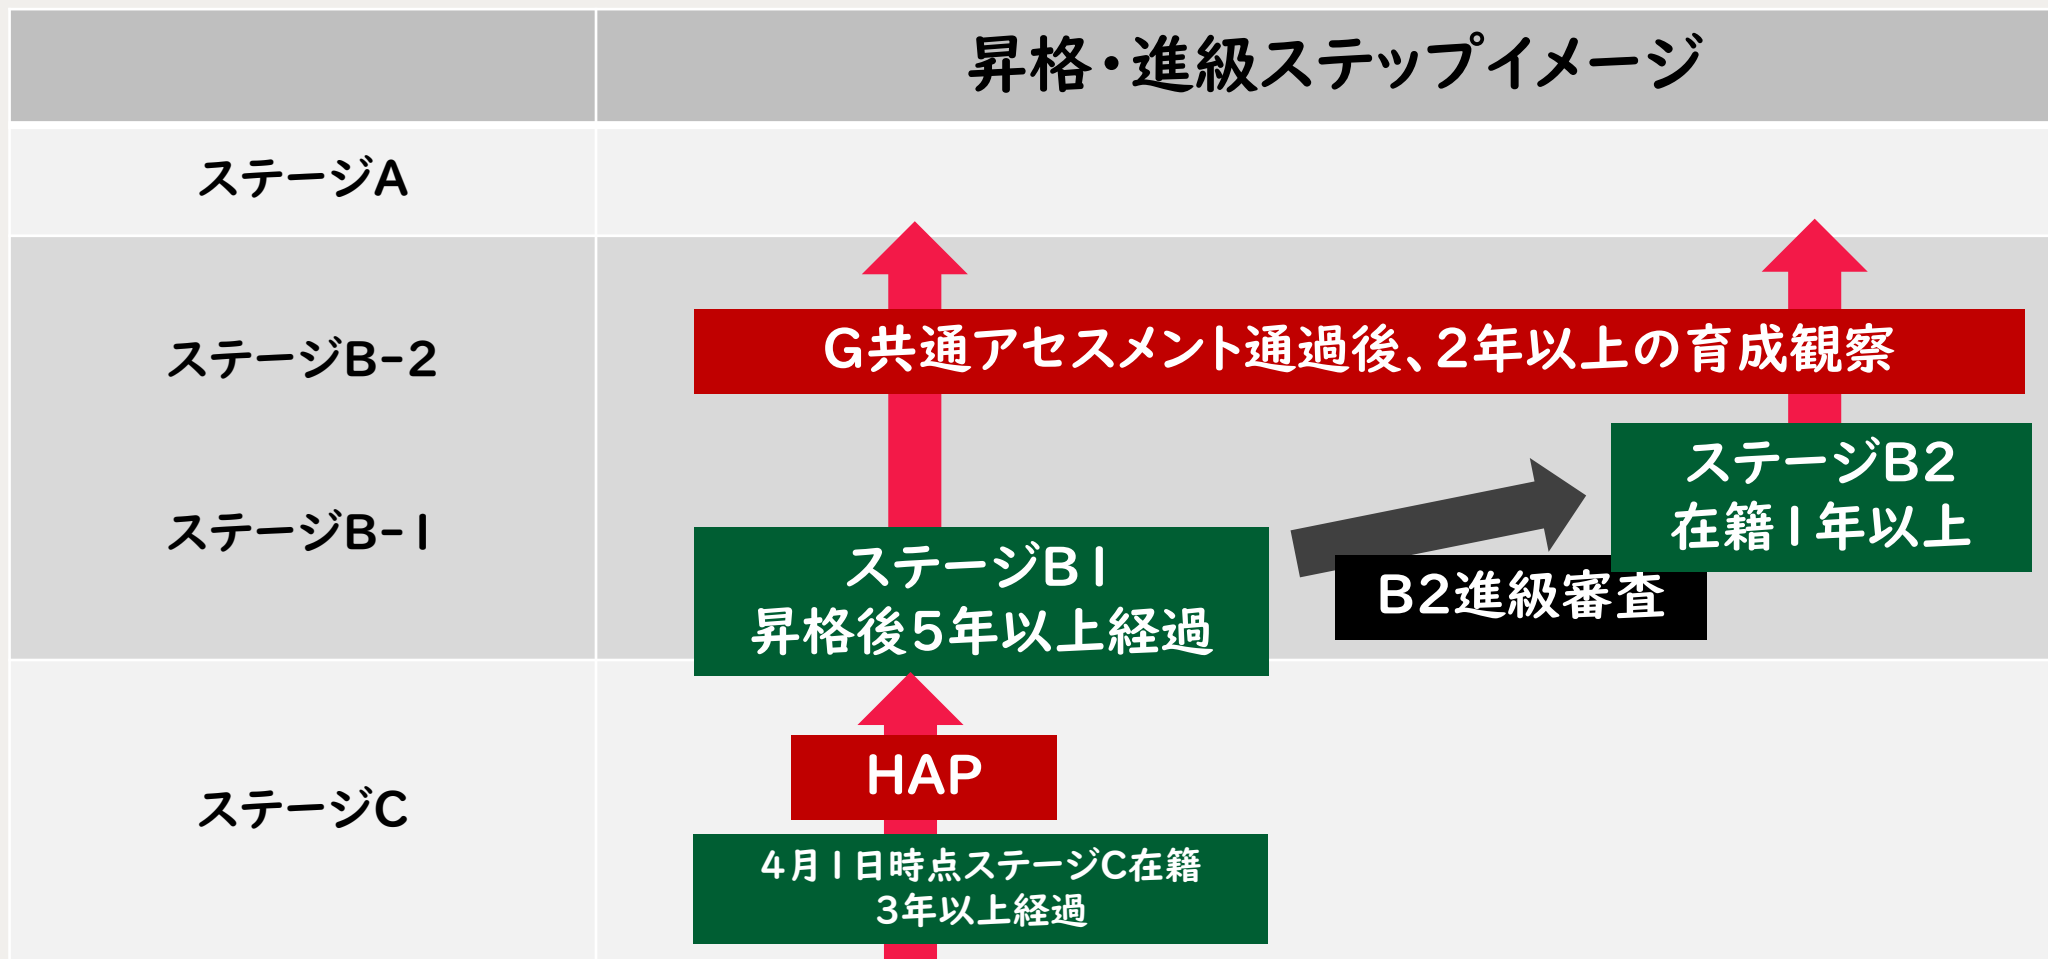 昇格・進級ステップイメージ
ステージA
ステージB-2
G共通アセスメント通過後、2年以上の育成観察
ステージB2
在籍1年以上
ステージB-1
ステージB1
昇格後5年以上経過
B2進級審査
HAP
ステージC
4月1日時点ステージC在籍
3年以上経過